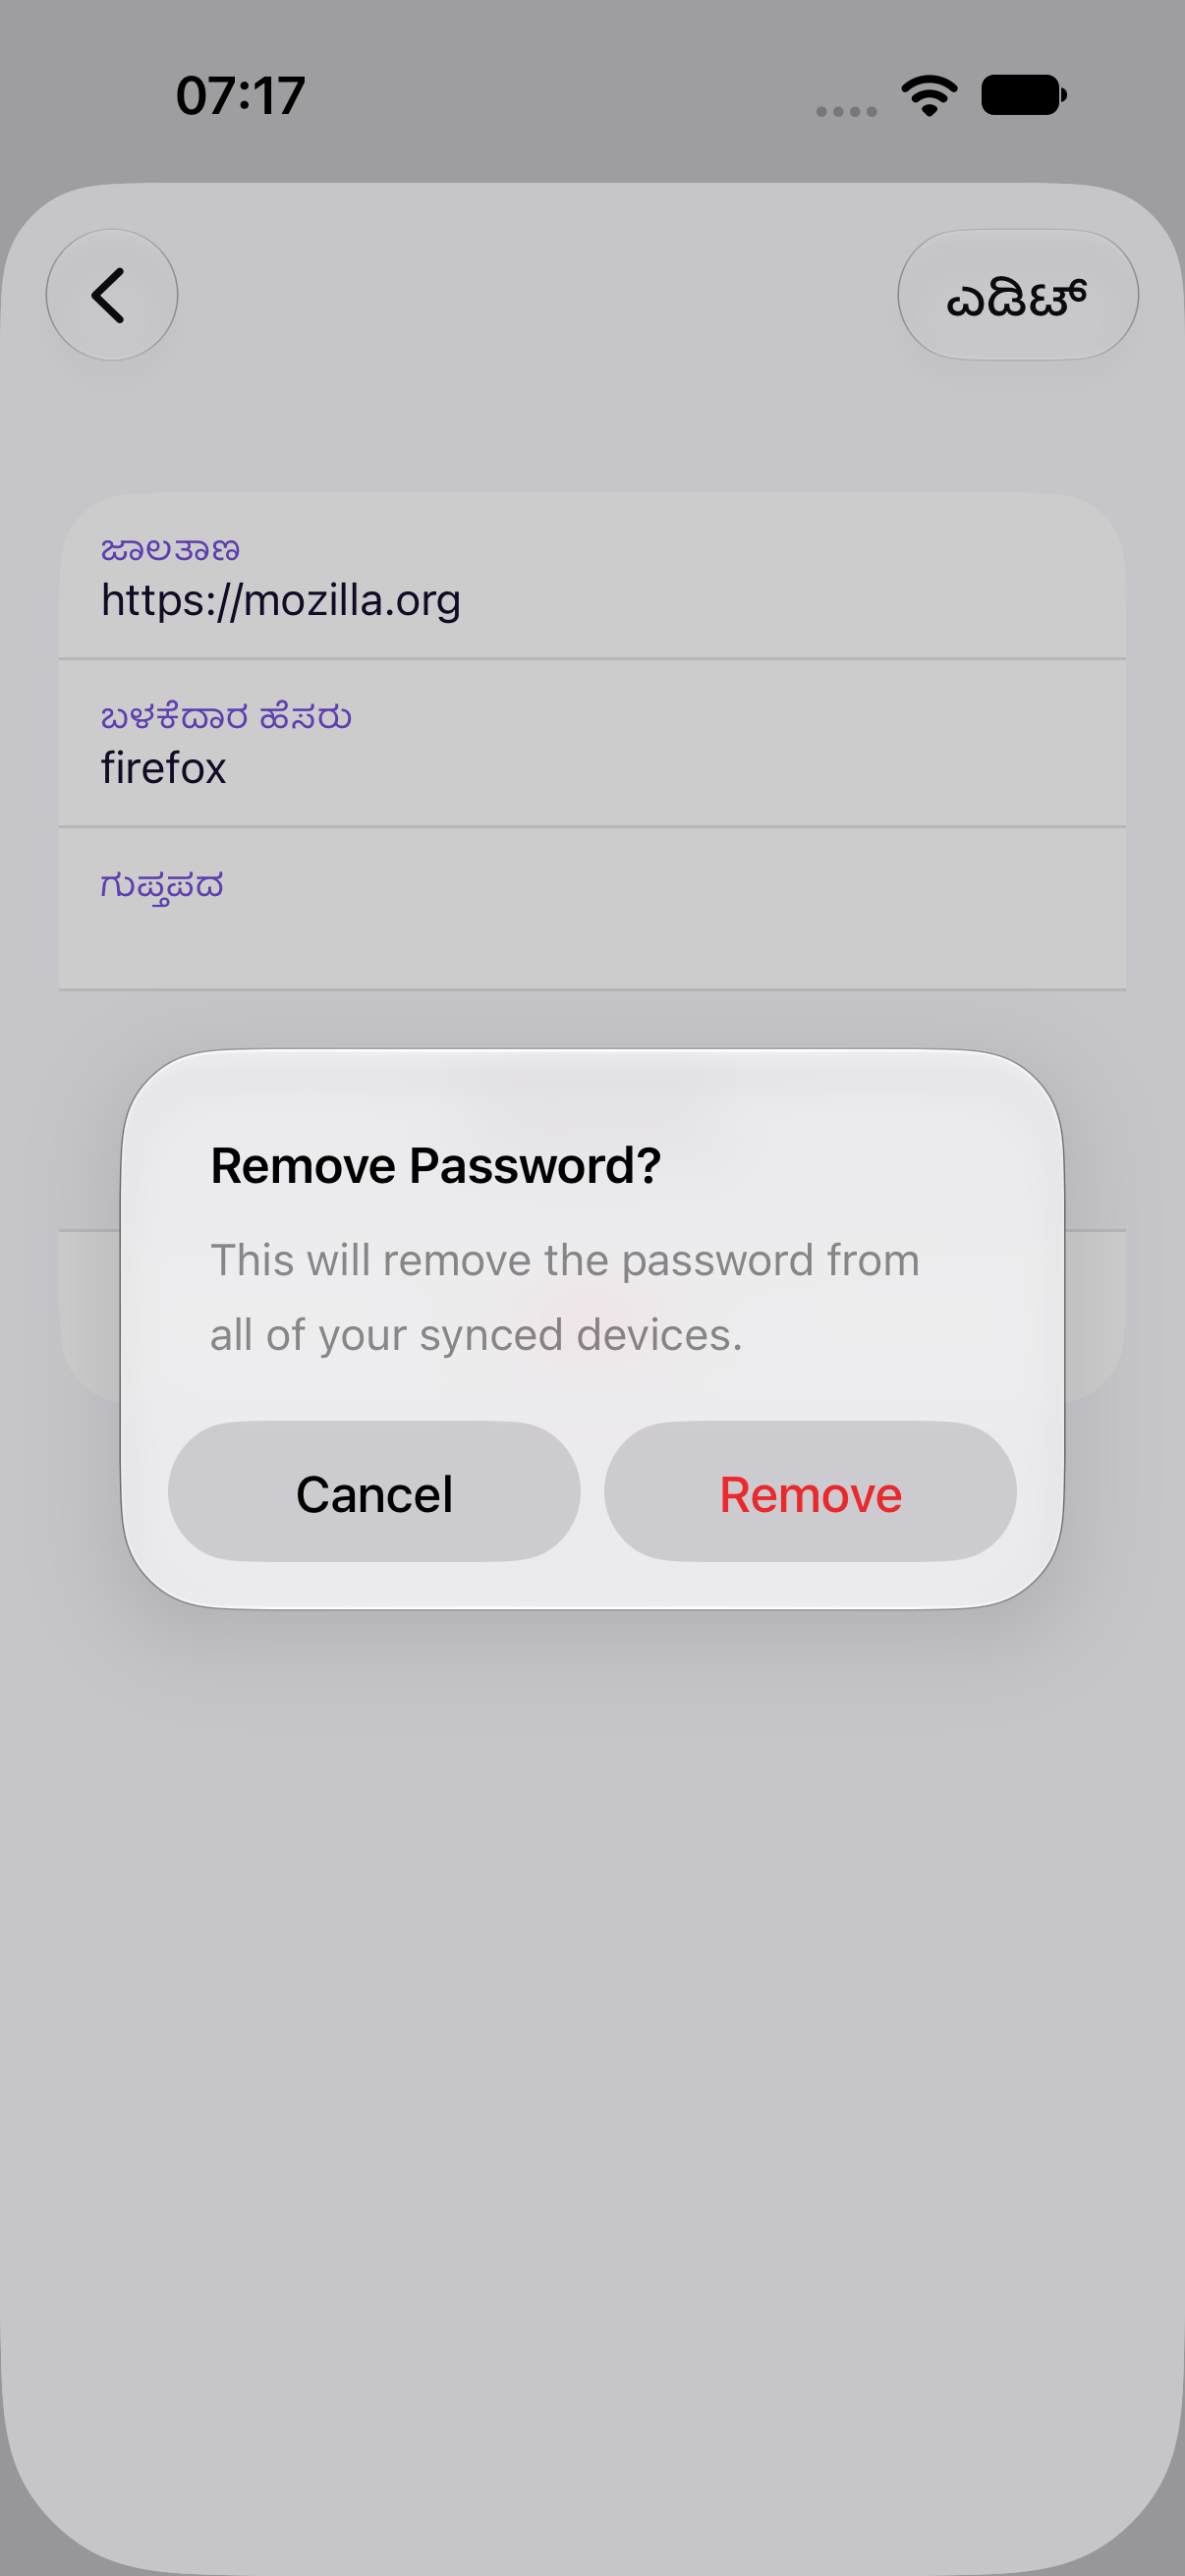 07:17
ಎಡಿಟ್
ಜಾಲತಾಣ
https://mozilla.org
ಬಳಕೆದಾರ ಹೆಸರು
firefox
ಗುಪ್ತಪದ
Remove Password?
This will remove the password from
all of your synced devices.
Cancel
Remove